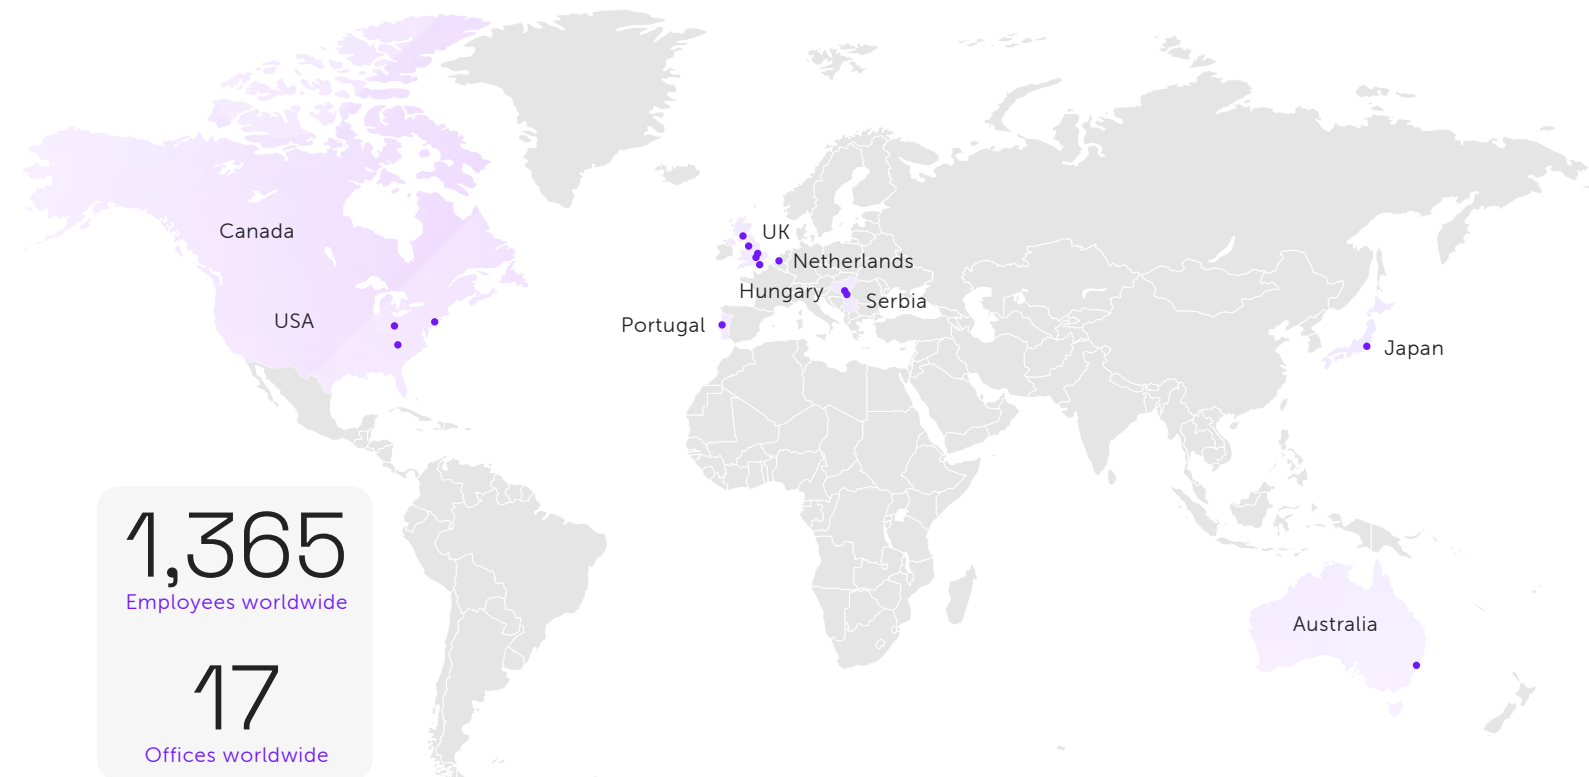 Canada
UK
Netherlands
Hungary
Serbia
USA
Portugal
Japan
1,365
Employees worldwide
Australia
17
Offices worldwide